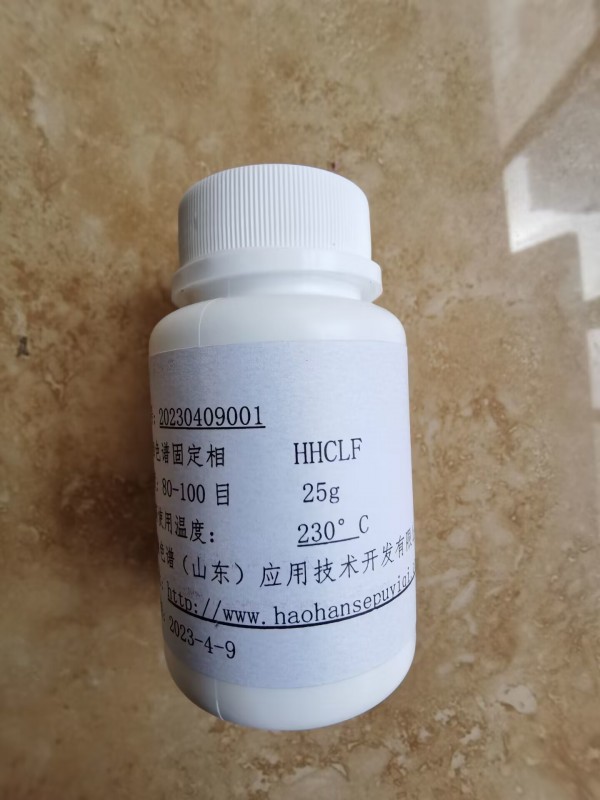 : 20230409001
色谱固定相 HHCLF
: 80-100 目 25g
使用温度： 230° C
色谱（山东）应用技术开发有限
http://www.haohansepuyiqi.
2023-4-9